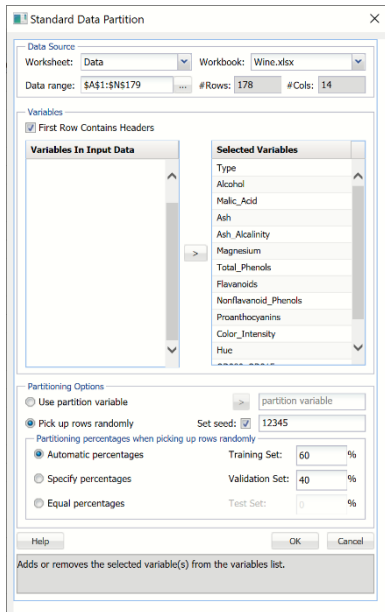 Standard Data Partition
Data Source
Worksheet: Data Workbook: Wine.xlsx
Data range: $A$1:$N$179 ... #Rows: 178 #Cols: 14
Variables
First Row Contains Headers
Variables In Input Data Selected Variables
Type
Alcohol
Malic_Acid
Ash
Ash_Alcalinity
> Magnesium
Total_Phenols
Flavanoids
Nonflavanoid_Phenols
Proanthocyanins
Color_Intensity
Hue
Partitioning Options
Use partition variable > partition variable
Pick up rows randomly Set seed: 12345
Partitioning percentages when picking up rows randomly
Automatic percentages Training Set: 60 %
Specify percentages Validation Set: 40 %
Equal percentages Test Set: 0 %
Help OK Cancel
Adds or removes the selected variable(s) from the variables list.